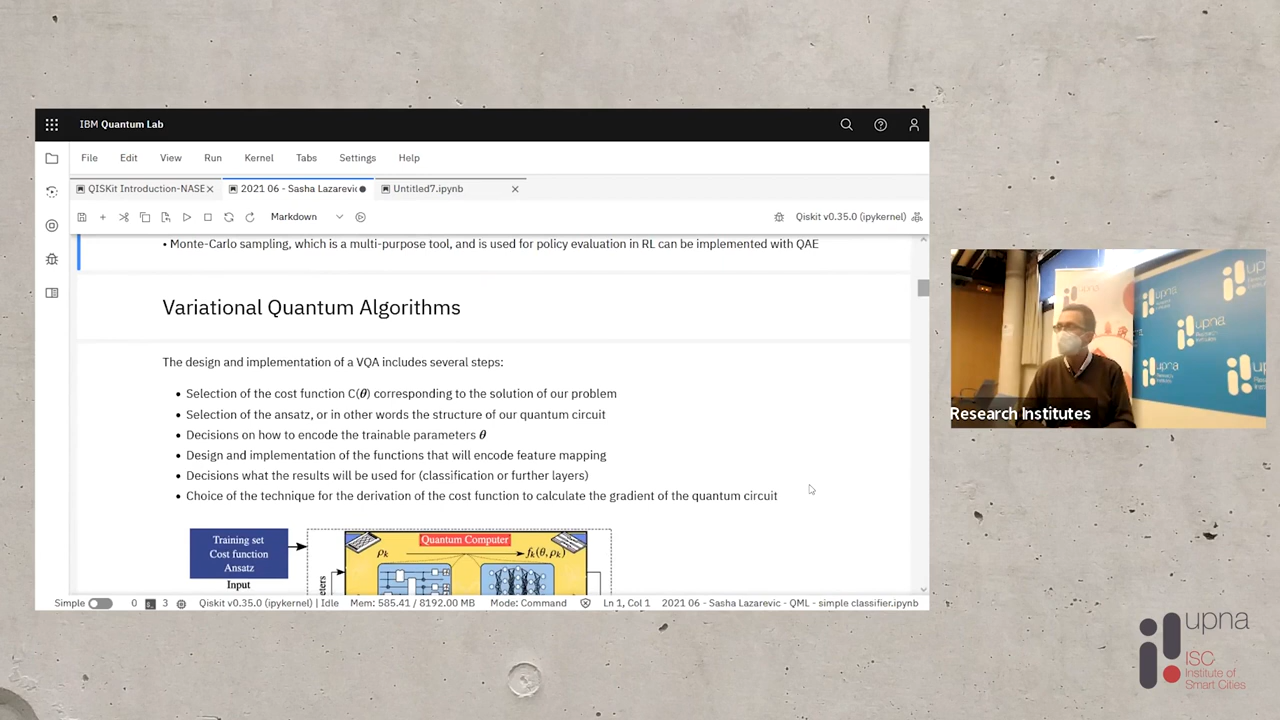 IBM Quantum Lab
File Edit View Run Kernel Tabs Settings Help
QISKit Introduction-NASE
2021 06 - Sasha Lazarevic
Untitled7.ipynb
Markdown
Qiskit v0.35.0 (ipykernel)
• Monte-Carlo sampling, which is a multi-purpose tool, and is used for policy evaluation in RL can be implemented with QAE
Variational Quantum Algorithms
The design and implementation of a VQA includes several steps:
• Selection of the cost function C(θ) corresponding to the solution of our problem
• Selection of the ansatz, or in other words the structure of our quantum circuit
• Decisions on how to encode the trainable parameters θ
• Design and implementation of the functions that will encode feature mapping
• Decisions what the results will be used for (classification or further layers)
• Choice of the technique for the derivation of the cost function to calculate the gradient of the quantum circuit
Training set
Cost function
Ansatz
Input
Quantum Computer
ρk
fk(θ,ρk)
Simple 0 3 Qiskit v0.35.0 (ipykernel) | Idle Mem: 585.41 / 8192.00 MB Mode: Command Ln 1, Col 1 2021 06 - Sasha Lazarevic - QML - simple classifier.ipynb
upna
upna
upna
upna
Research Institutes
upna
ISC
Institute of
Smart Cities